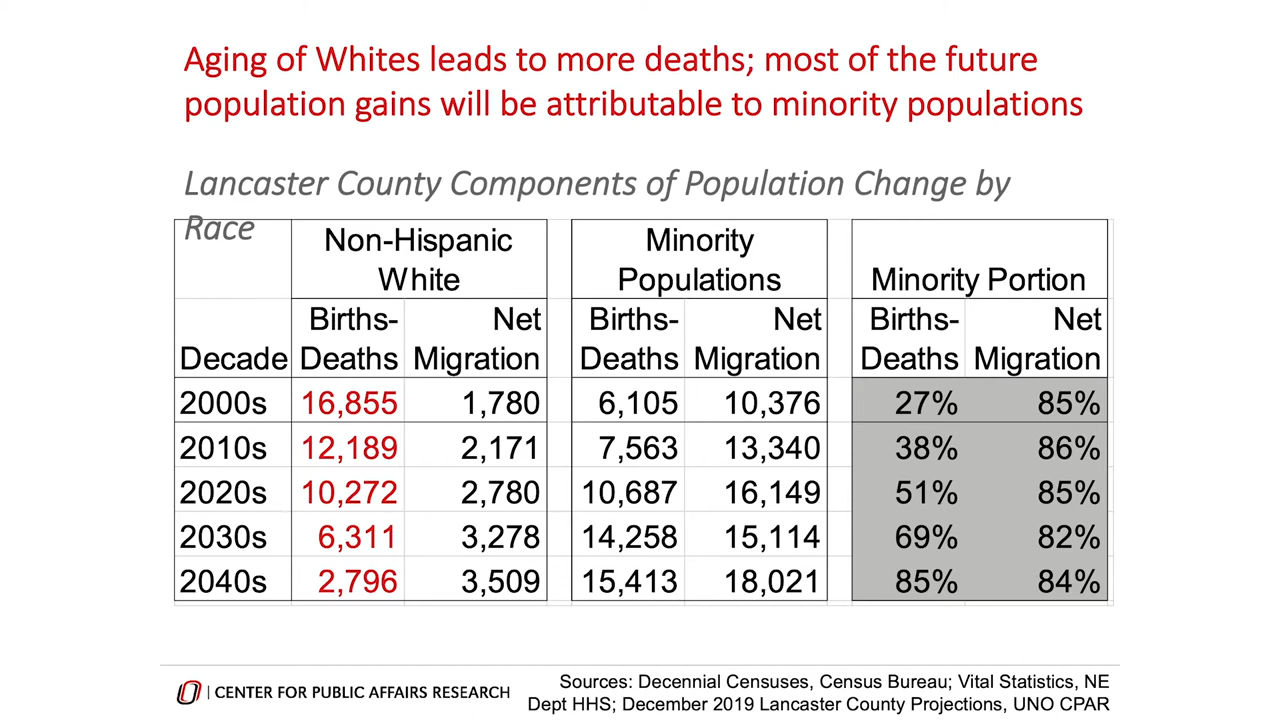 Aging of Whites leads to more deaths; most of the future
population gains will be attributable to minority populations
Lancaster County Components of Population Change by
Race
Non-Hispanic White Minority Populations Minority Portion
Decade Births-Deaths Net Migration Births-Deaths Net Migration Births-Deaths Net Migration
2000s 16,855 1,780 6,105 10,376 27% 85%
2010s 12,189 2,171 7,563 13,340 38% 86%
2020s 10,272 2,780 10,687 16,149 51% 85%
2030s 6,311 3,278 14,258 15,114 69% 82%
2040s 2,796 3,509 15,413 18,021 85% 84%
CENTER FOR PUBLIC AFFAIRS RESEARCH
Sources: Decennial Censuses, Census Bureau; Vital Statistics, NE
Dept HHS; December 2019 Lancaster County Projections, UNO CPAR